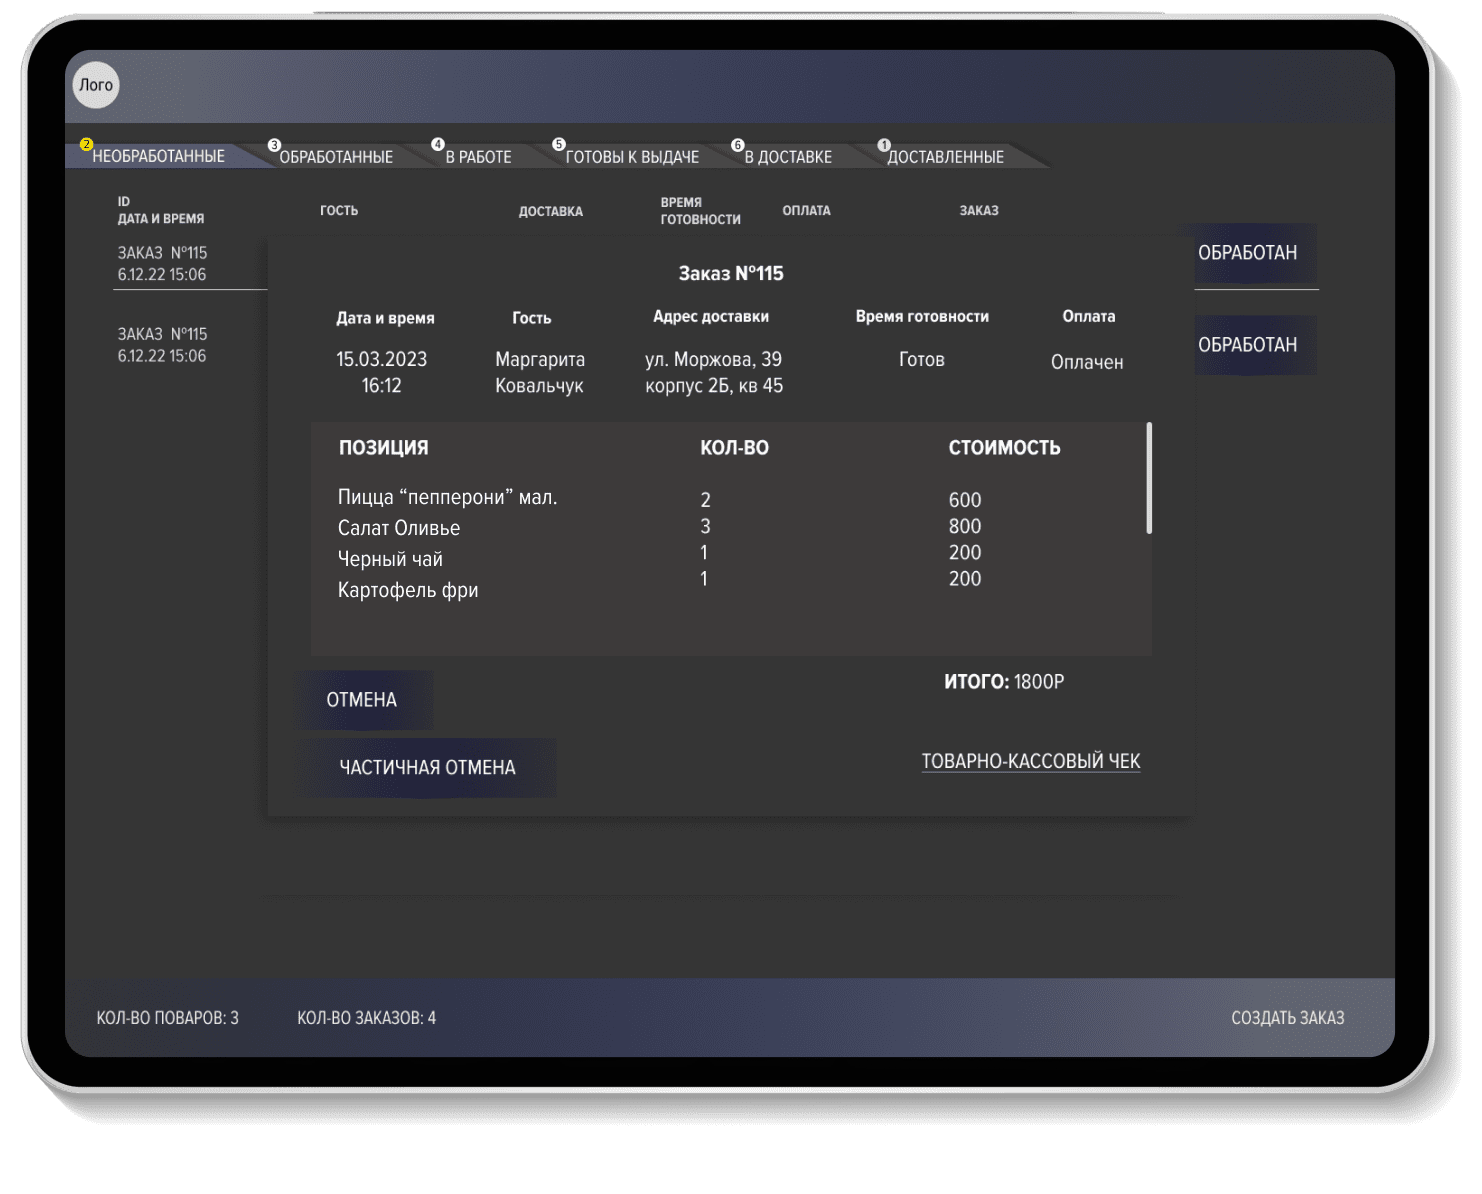 Лого
2 НЕОБРАБОТАННЫЕ 3 ОБРАБОТАННЫЕ 4 В РАБОТЕ 5 ГОТОВЫ К ВЫДАЧЕ 6 В ДОСТАВКЕ 1 ДОСТАВЛЕННЫЕ
ID
ДАТА И ВРЕМЯ
ГОСТЬ
ДОСТАВКА
ВРЕМЯ
ГОТОВНОСТИ
ОПЛАТА
ЗАКАЗ
ЗАКАЗ №115
6.12.22 15:06
ОБРАБОТАН
ЗАКАЗ №115
6.12.22 15:06
ОБРАБОТАН
Заказ №115
Дата и время
15.03.2023
16:12
Гость
Маргарита
Ковальчук
Адрес доставки
ул. Моржова, 39
корпус 2Б, кв 45
Время готовности
Готов
Оплата
Оплачен
ПОЗИЦИЯ КОЛ-ВО СТОИМОСТЬ
Пицца “пепперони” мал. 2 600
Салат Оливье 3 800
Черный чай 1 200
Картофель фри 1 200
ОТМЕНА
ИТОГО: 1800Р
ЧАСТИЧНАЯ ОТМЕНА
ТОВАРНО-КАССОВЫЙ ЧЕК
КОЛ-ВО ПОВАРОВ: 3 КОЛ-ВО ЗАКАЗОВ: 4 СОЗДАТЬ ЗАКАЗ